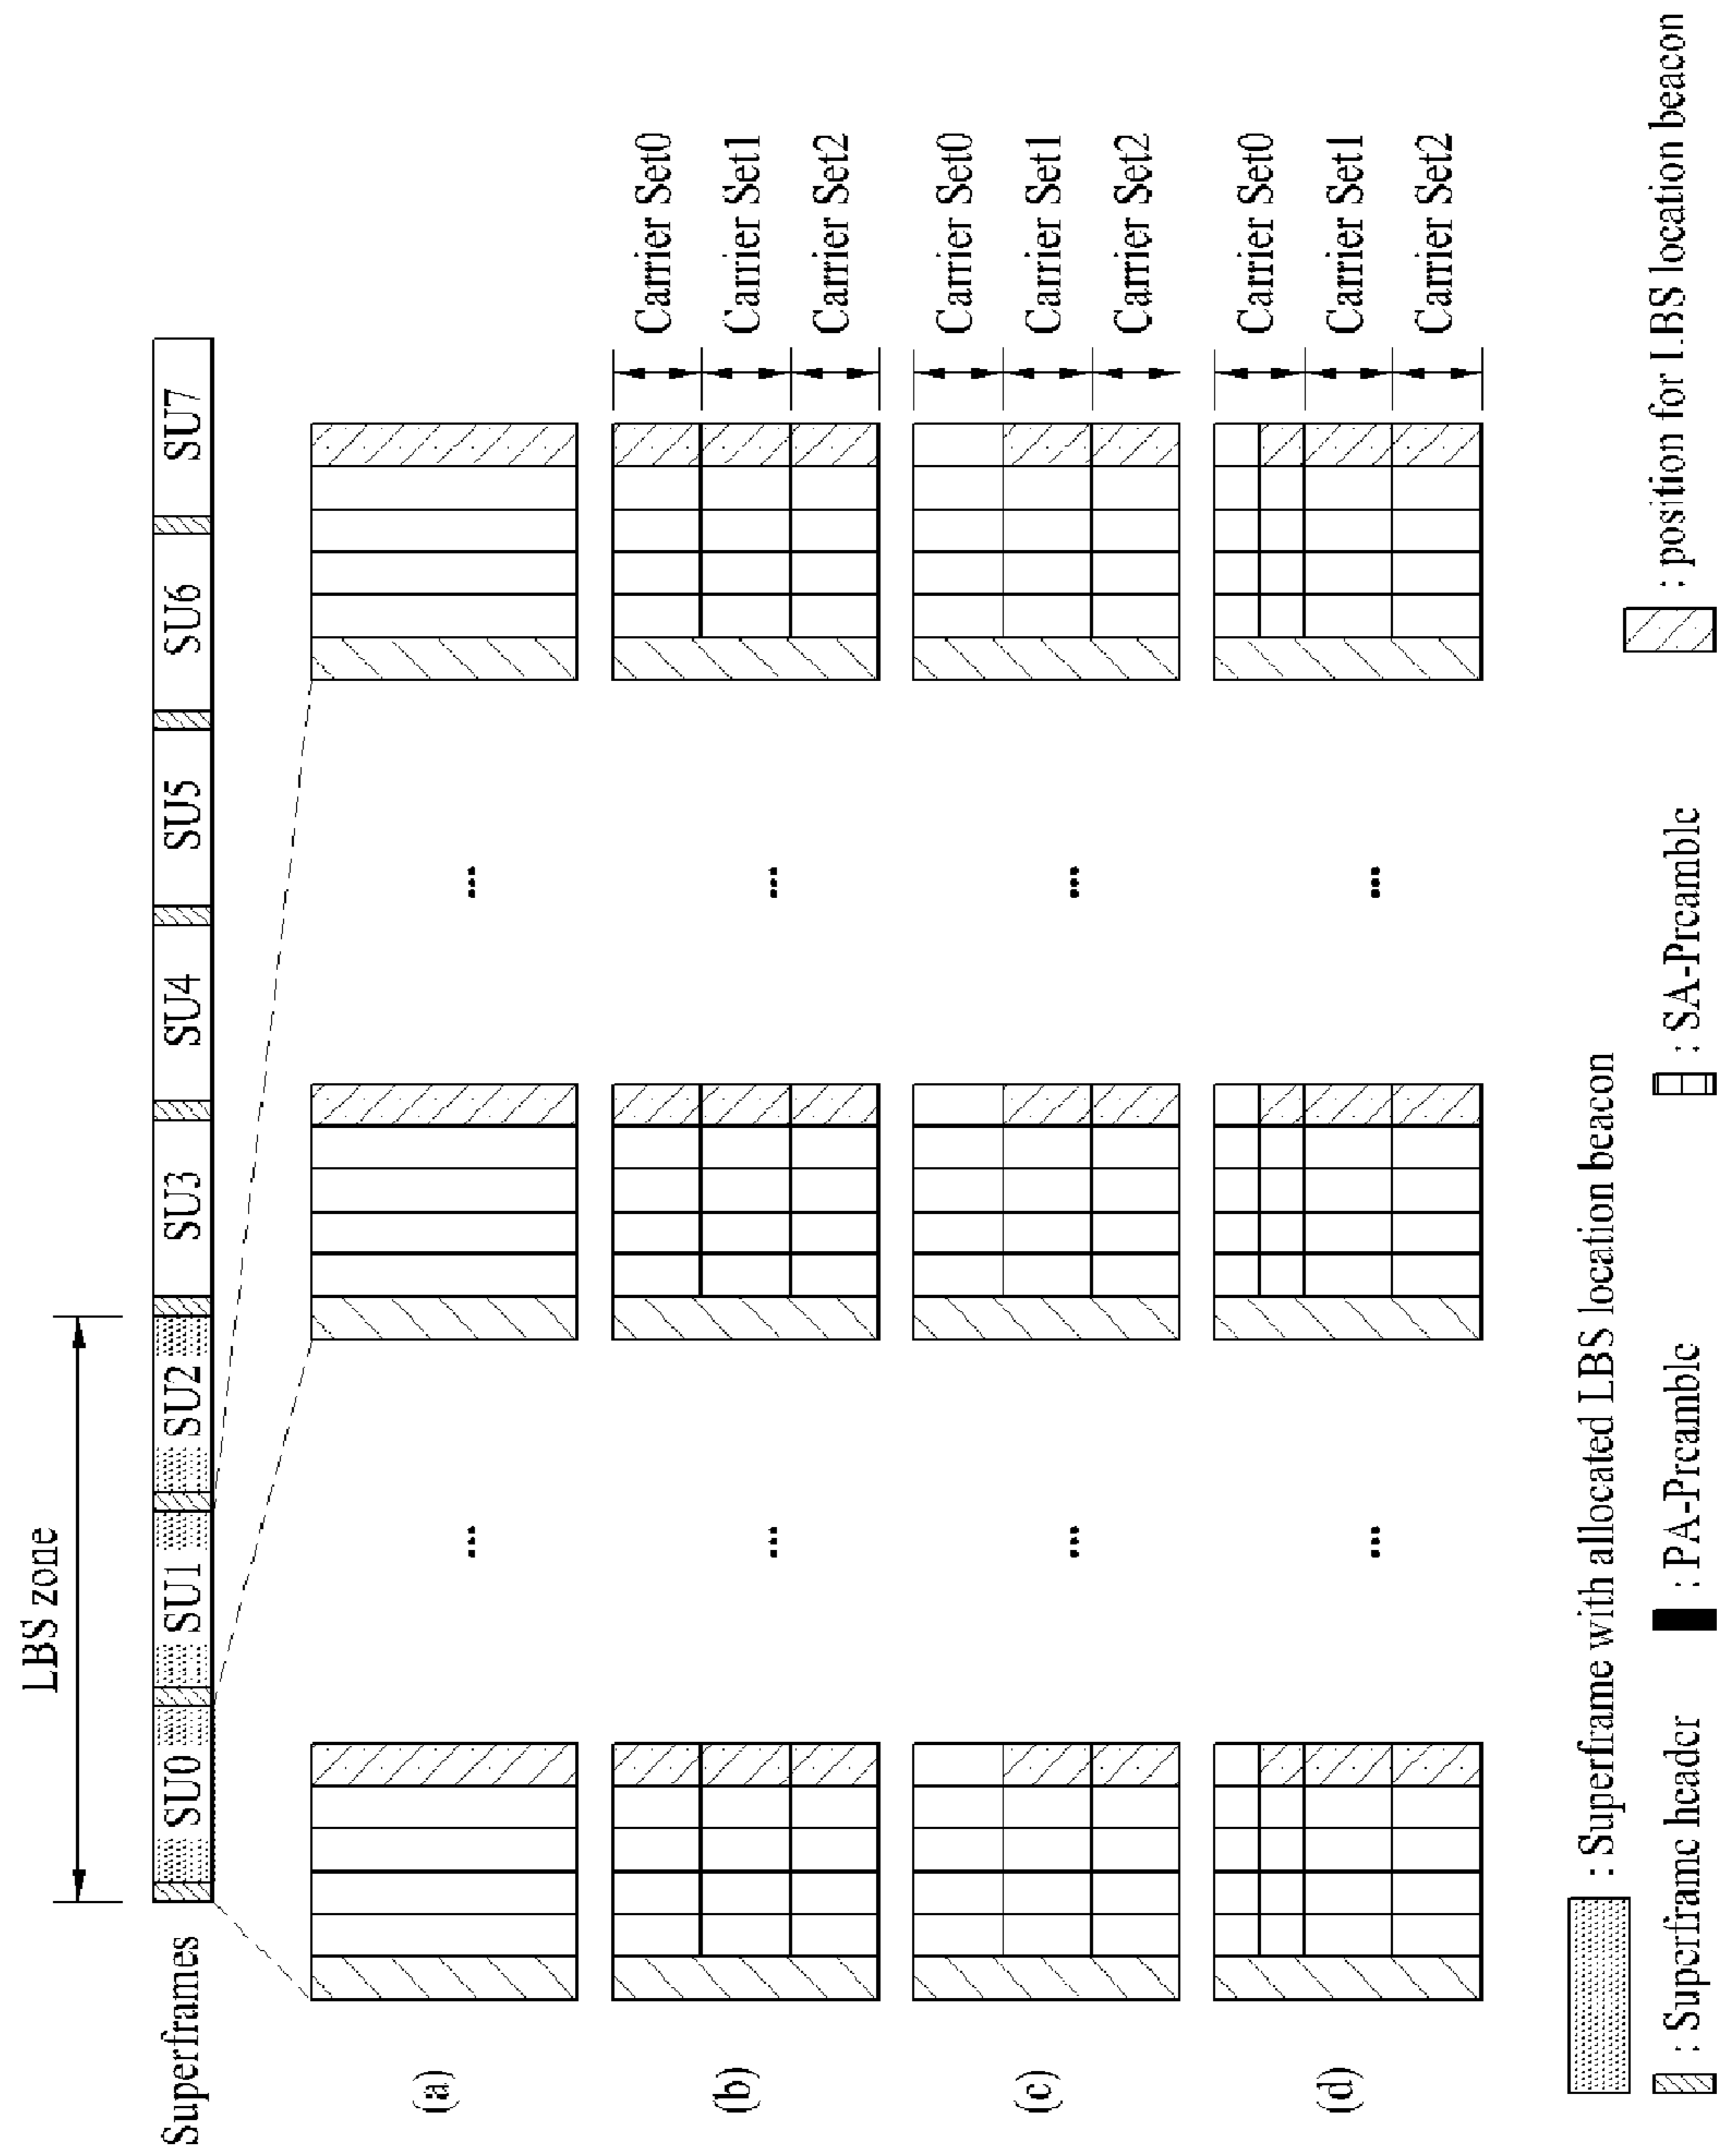 LBS zone
Superframes
SU0
SU1
SU2
SU3
SU4
SU5
SU6
SU7
(a)
...
...
(b)
...
...
Carrier Set0
Carrier Set1
Carrier Set2
(c)
...
...
Carrier Set0
Carrier Set1
Carrier Set2
(d)
...
...
Carrier Set0
Carrier Set1
Carrier Set2
: Superframe with allocated LBS location beacon
: position for LBS location beacon
: Superframe header
: PA-Preamble
: SA-Preamble